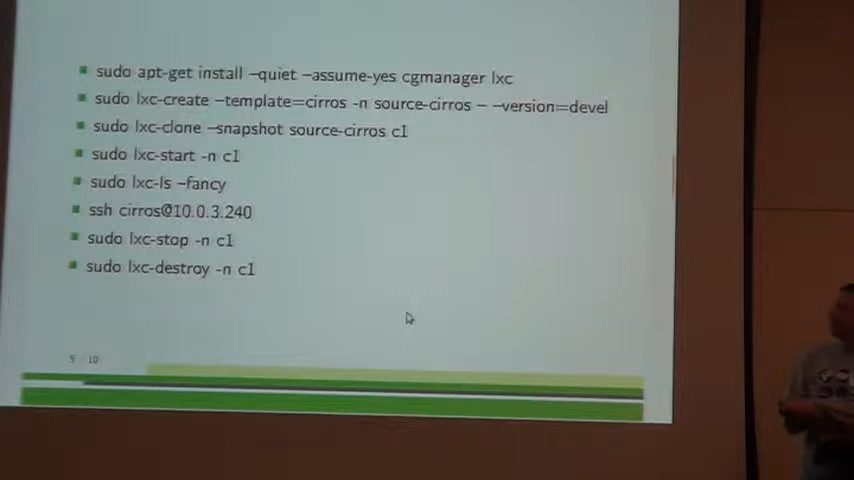 sudo apt-get install –quiet –assume-yes cgmanager lxc
sudo lxc-create –template=cirros -n source-cirros – –version=devel
sudo lxc-clone –snapshot source-cirros c1
sudo lxc-start -n c1
sudo lxc-ls –fancy
ssh cirros@10.0.3.240
sudo lxc-stop -n c1
sudo lxc-destroy -n c1
5 10